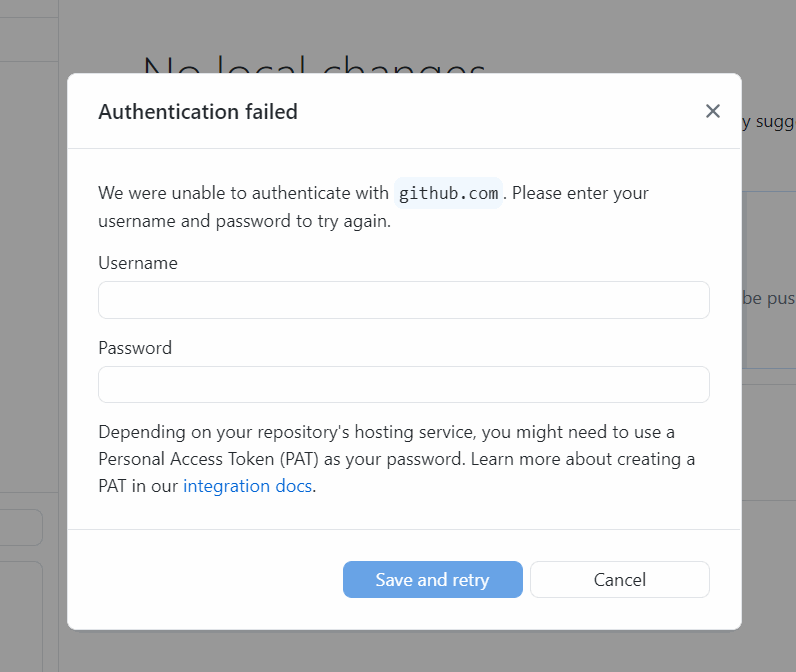 No local changes
Authentication failed
y sugg
We were unable to authenticate with github.com. Please enter your
username and password to try again.
Username
be pus
Password
Depending on your repository's hosting service, you might need to use a
Personal Access Token (PAT) as your password. Learn more about creating a
PAT in our integration docs.
Save and retry
Cancel